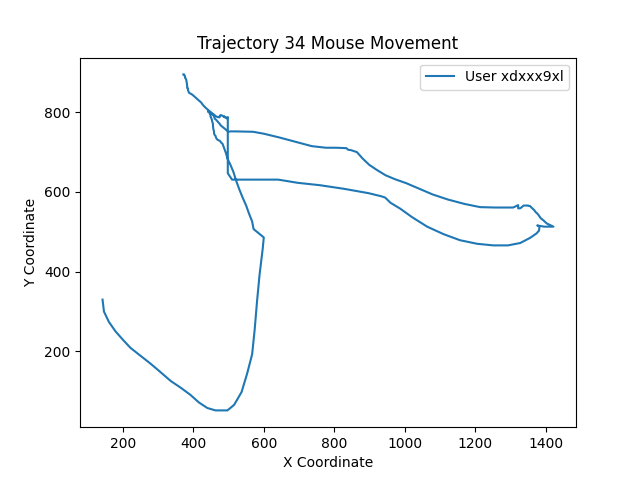 Trajectory 34 Mouse Movement
User xdxxx9xl
Y Coordinate
800
600
400
200
200 400 600 800 1000 1200 1400
X Coordinate